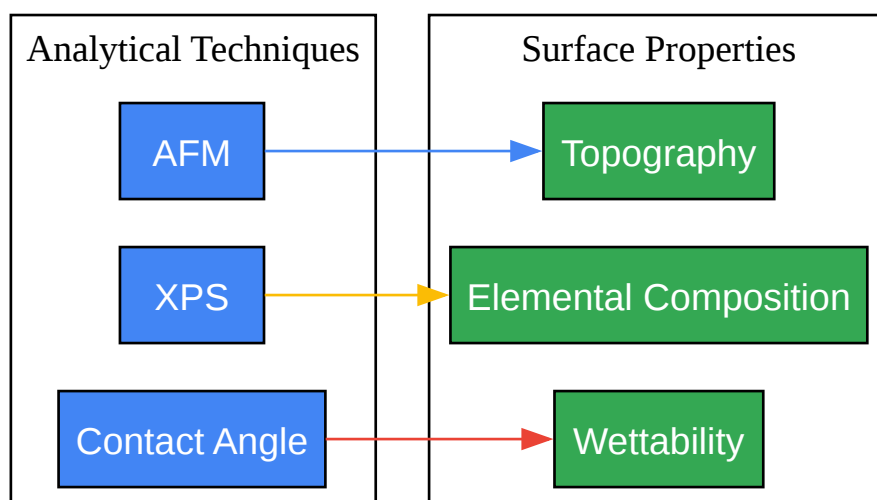 Analytical Techniques
Surface Properties
AFM
Topography
XPS
Elemental Composition
Contact Angle
Wettability